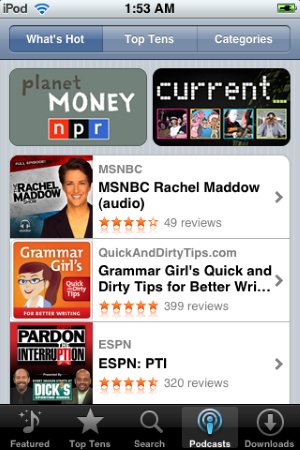 iPod 1:53 AM
What's Hot Top Tens Categories
planet
MONEY
npr
current...
FULL EPISODE!
THE
RACHEL
MADDOW
SHOW
MSNBC
MSNBC Rachel Maddow
(audio)
49 reviews
Grammar
Girl's
Quick
and Dirty
Tips
FOR BETTER WRITING
QuickAndDirtyTips.com
Grammar Girl's Quick and
Dirty Tips for Better Wri...
399 reviews
PARDON
THE
INTERRUPTION
DICK'S
ESPN
ESPN: PTI
320 reviews
Featured Top Tens Search Podcasts Downloads